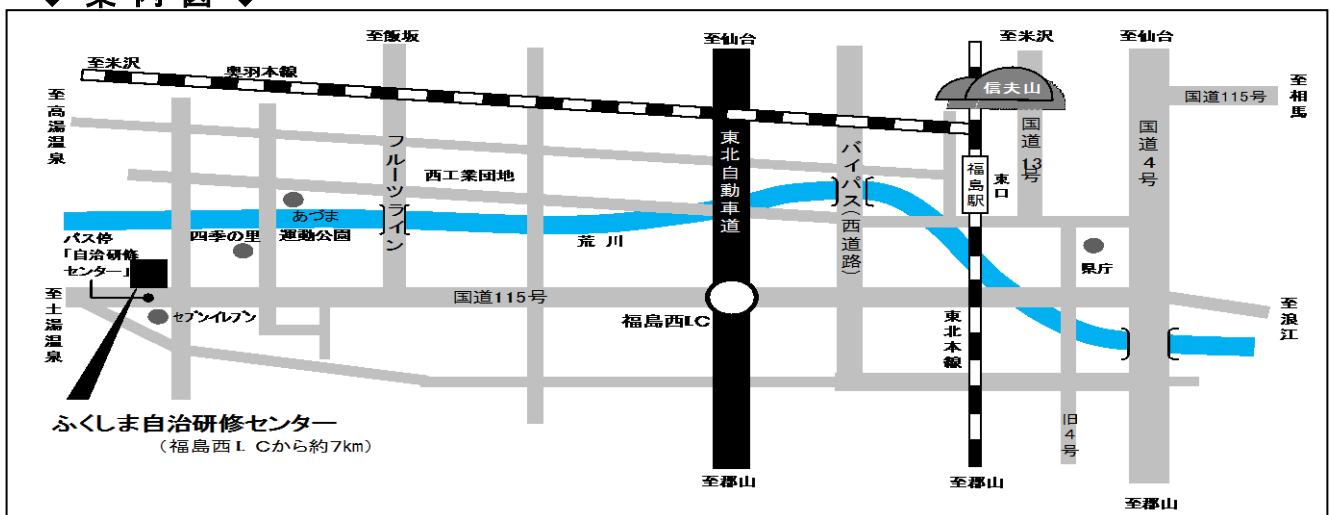 ◆ 案 内 図 ◆
至飯坂
至仙台
至米沢
至仙台
至米沢
奥羽本線
信夫山
至高湯温泉
国道115号
至相馬
フルーツライン
東北自動車道
バイパス(西道路)
国道13号
国道4号
西工業団地
福島駅
東口
あづま
運動公園
四季の里
荒 川
バス停
「自治研修
センター」
県庁
国道115号
至土湯温泉
セブンイレブン
福島西I.C
東北本線
至浪江
ふくしま自治研修センター
(福島西I.Cから約7km)
旧4号
至郡山
至郡山
至郡山